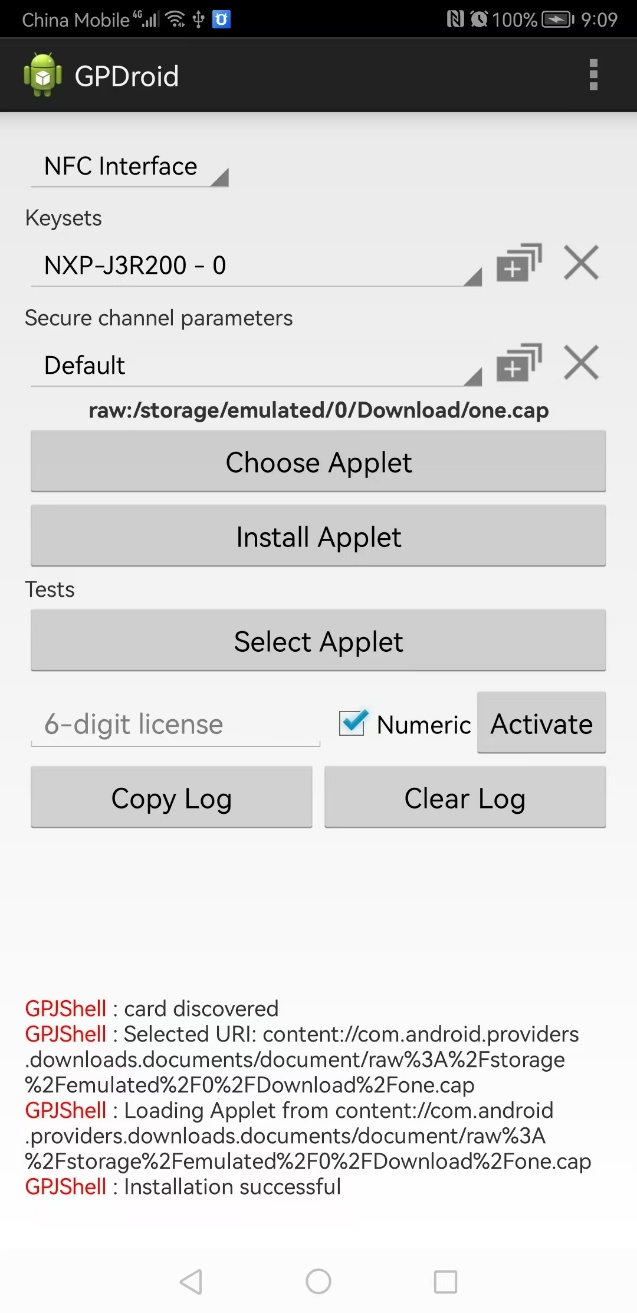 China Mobile 4G 100% 9:09
GPDroid
NFC Interface
Keysets
NXP-J3R200 - 0
Secure channel parameters
Default
raw:/storage/emulated/0/Download/one.cap
Choose Applet
Install Applet
Tests
Select Applet
6-digit license Numeric Activate
Copy Log Clear Log
GPJShell : card discovered
GPJShell : Selected URI: content://com.android.providers
.downloads.documents/document/raw%3A%2Fstorage
%2Femulated%2F0%2FDownload%2Fone.cap
GPJShell : Loading Applet from content://com.android
.providers.downloads.documents/document/raw%3A
%2Fstorage%2Femulated%2F0%2FDownload%2Fone.cap
GPJShell : Installation successful